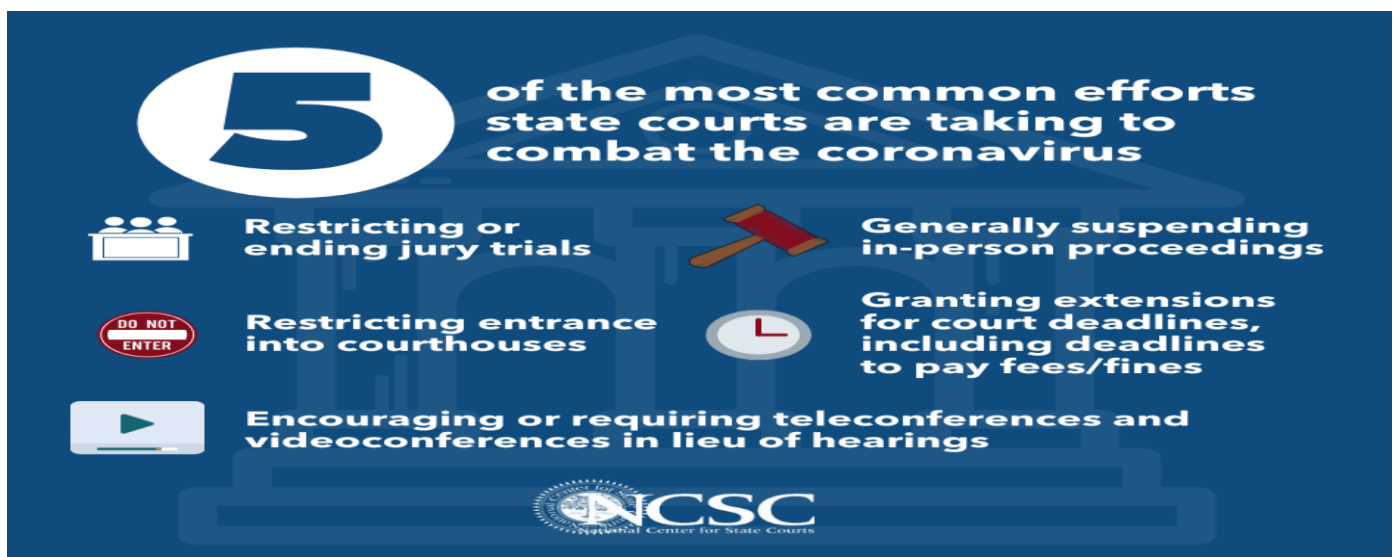 5
of the most common efforts
state courts are taking to
combat the coronavirus
Restricting or
ending jury trials
Generally suspending
in-person proceedings
DO NOT
ENTER
Restricting entrance
into courthouses
Granting extensions
for court deadlines,
including deadlines
to pay fees/fines
Encouraging or requiring teleconferences and
videoconferences in lieu of hearings
NCSC
National Center for State Courts